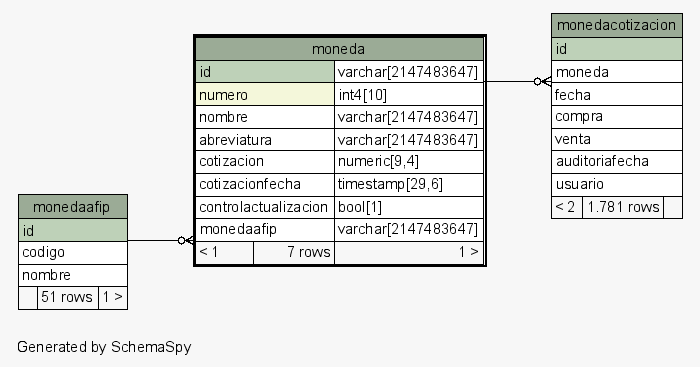 monedaafip
id
codigo
nombre
51 rows 1 >
moneda
id varchar[2147483647]
numero int4[10]
nombre varchar[2147483647]
abreviatura varchar[2147483647]
cotizacion numeric[9,4]
cotizacionfecha timestamp[29,6]
controlactualizacion bool[1]
monedaafip varchar[2147483647]
< 1 7 rows 1 >
monedacotizacion
id
moneda
fecha
compra
venta
auditoriafecha
usuario
< 2 1.781 rows
Generated by SchemaSpy